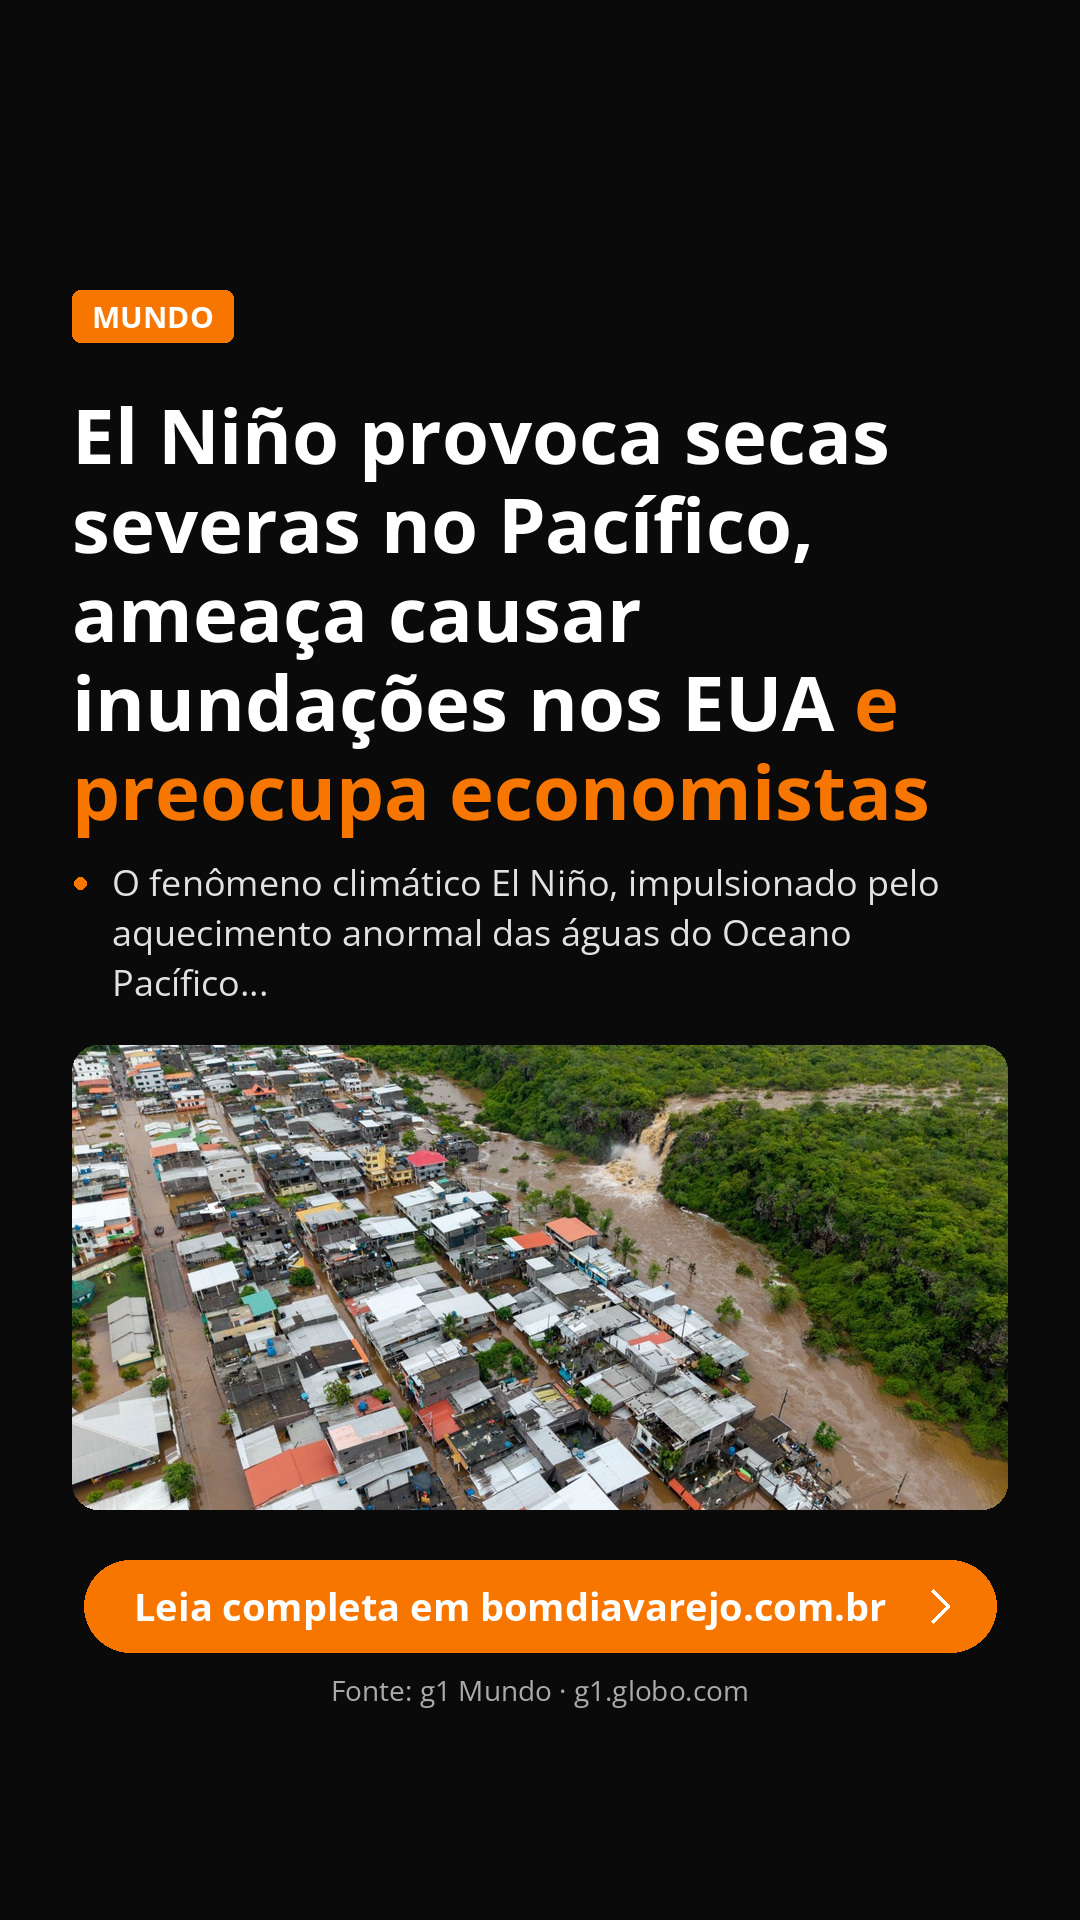 MUNDO
El Niño provoca secas
severas no Pacífico,
ameaça causar
inundações nos EUA e
preocupa economistas
• O fenômeno climático El Niño, impulsionado pelo
aquecimento anormal das águas do Oceano
Pacífico...
Leia completa em bomdiavarejo.com.br
Fonte: g1 Mundo · g1.globo.com